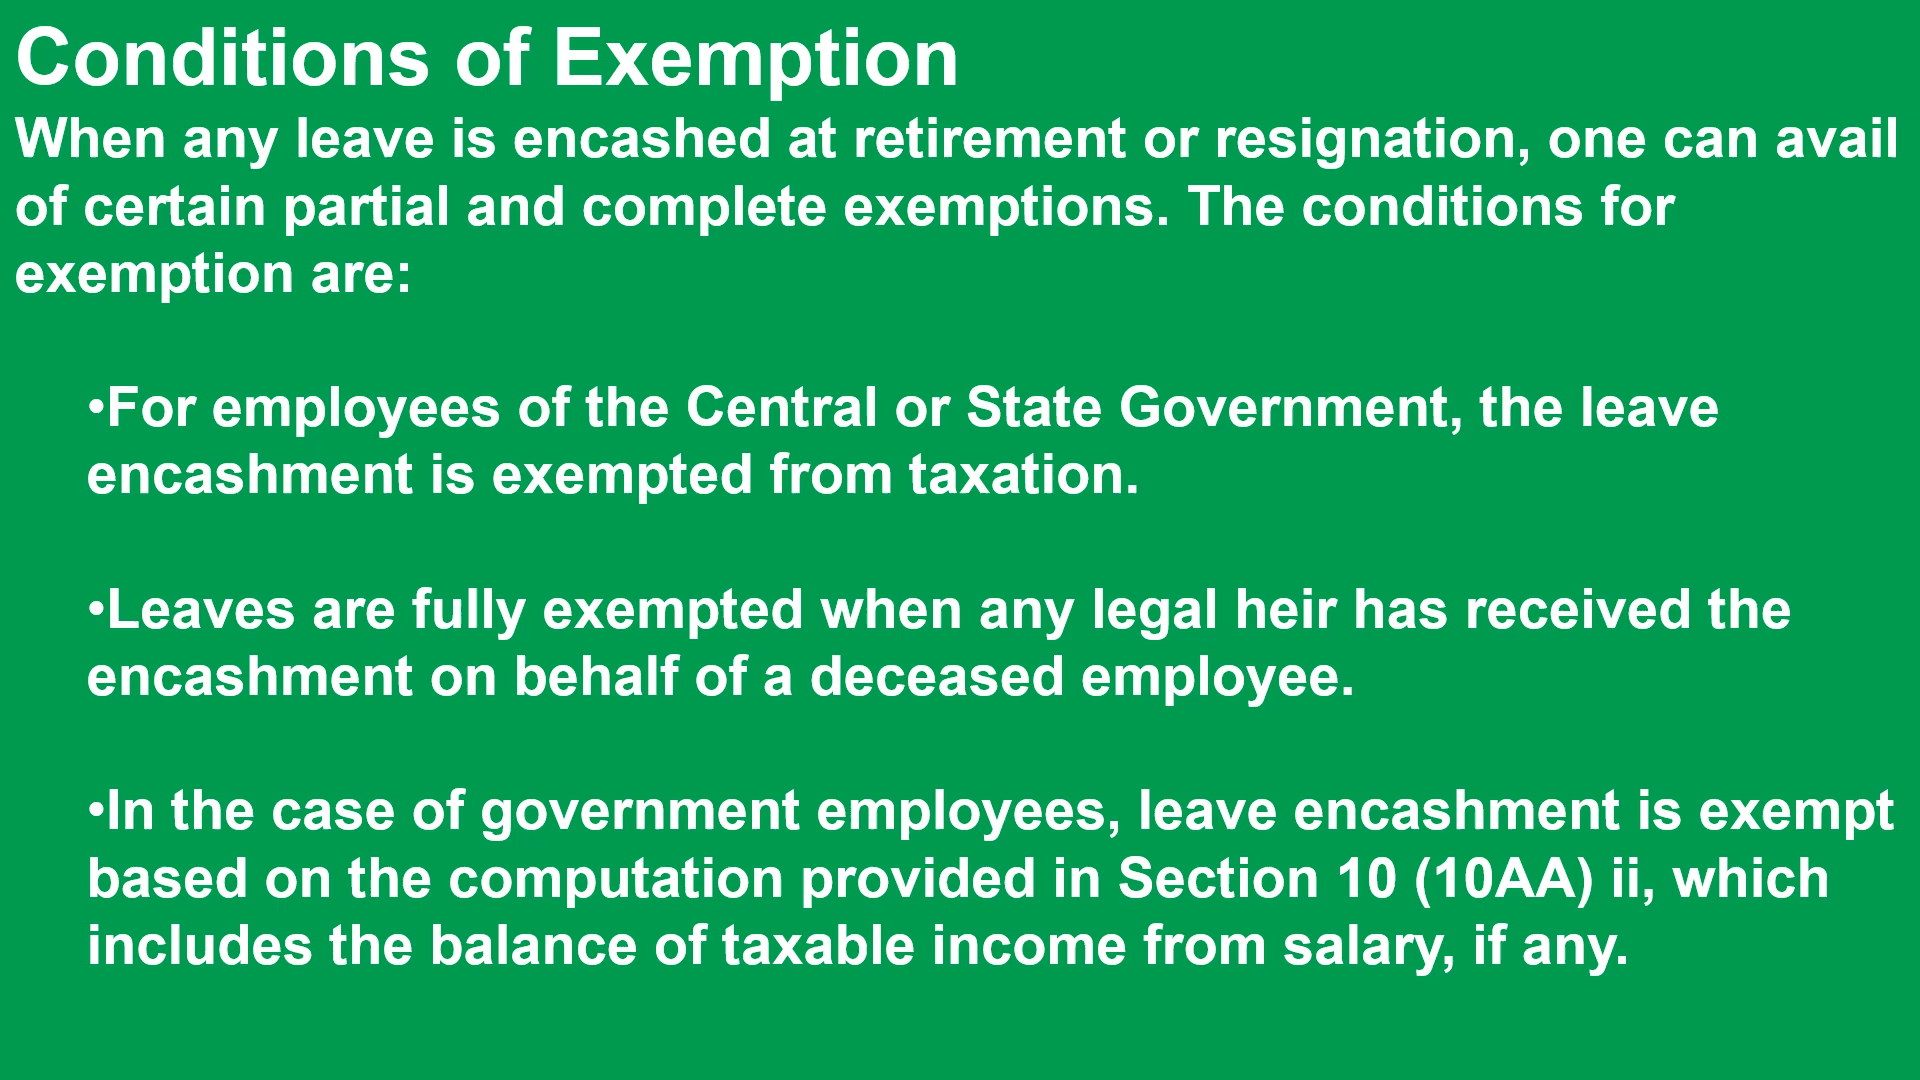 Conditions of Exemption
When any leave is encashed at retirement or resignation, one can avail
of certain partial and complete exemptions. The conditions for
exemption are:
•For employees of the Central or State Government, the leave
encashment is exempted from taxation.
•Leaves are fully exempted when any legal heir has received the
encashment on behalf of a deceased employee.
•In the case of government employees, leave encashment is exempt
based on the computation provided in Section 10 (10AA) ii, which
includes the balance of taxable income from salary, if any.